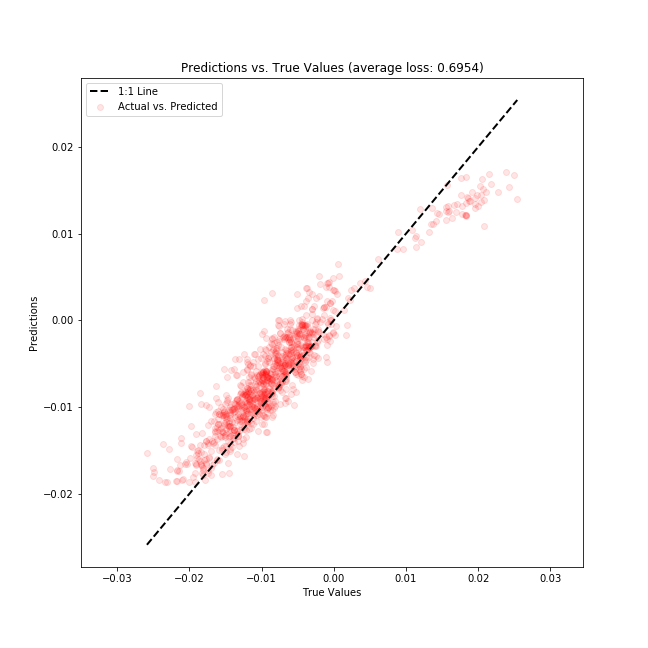 Predictions vs. True Values (average loss: 0.6954)
1:1 Line
Actual vs. Predicted
0.02
0.01
0.00
−0.01
−0.02
Predictions
−0.03 −0.02 −0.01 0.00 0.01 0.02 0.03
True Values